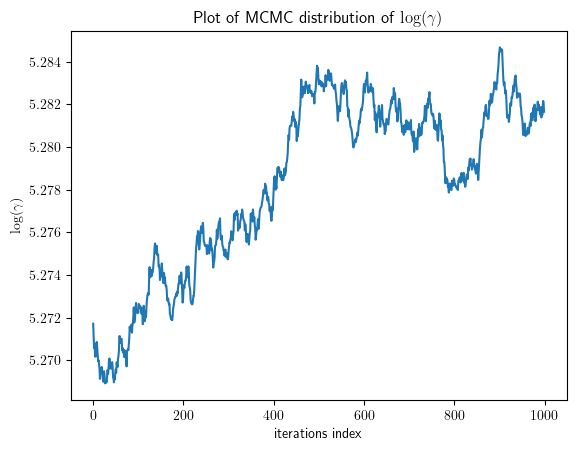 Plot of MCMC distribution of log(γ)
log(γ)
5.284
5.282
5.280
5.278
5.276
5.274
5.272
5.270
0 200 400 600 800 1000
iterations index